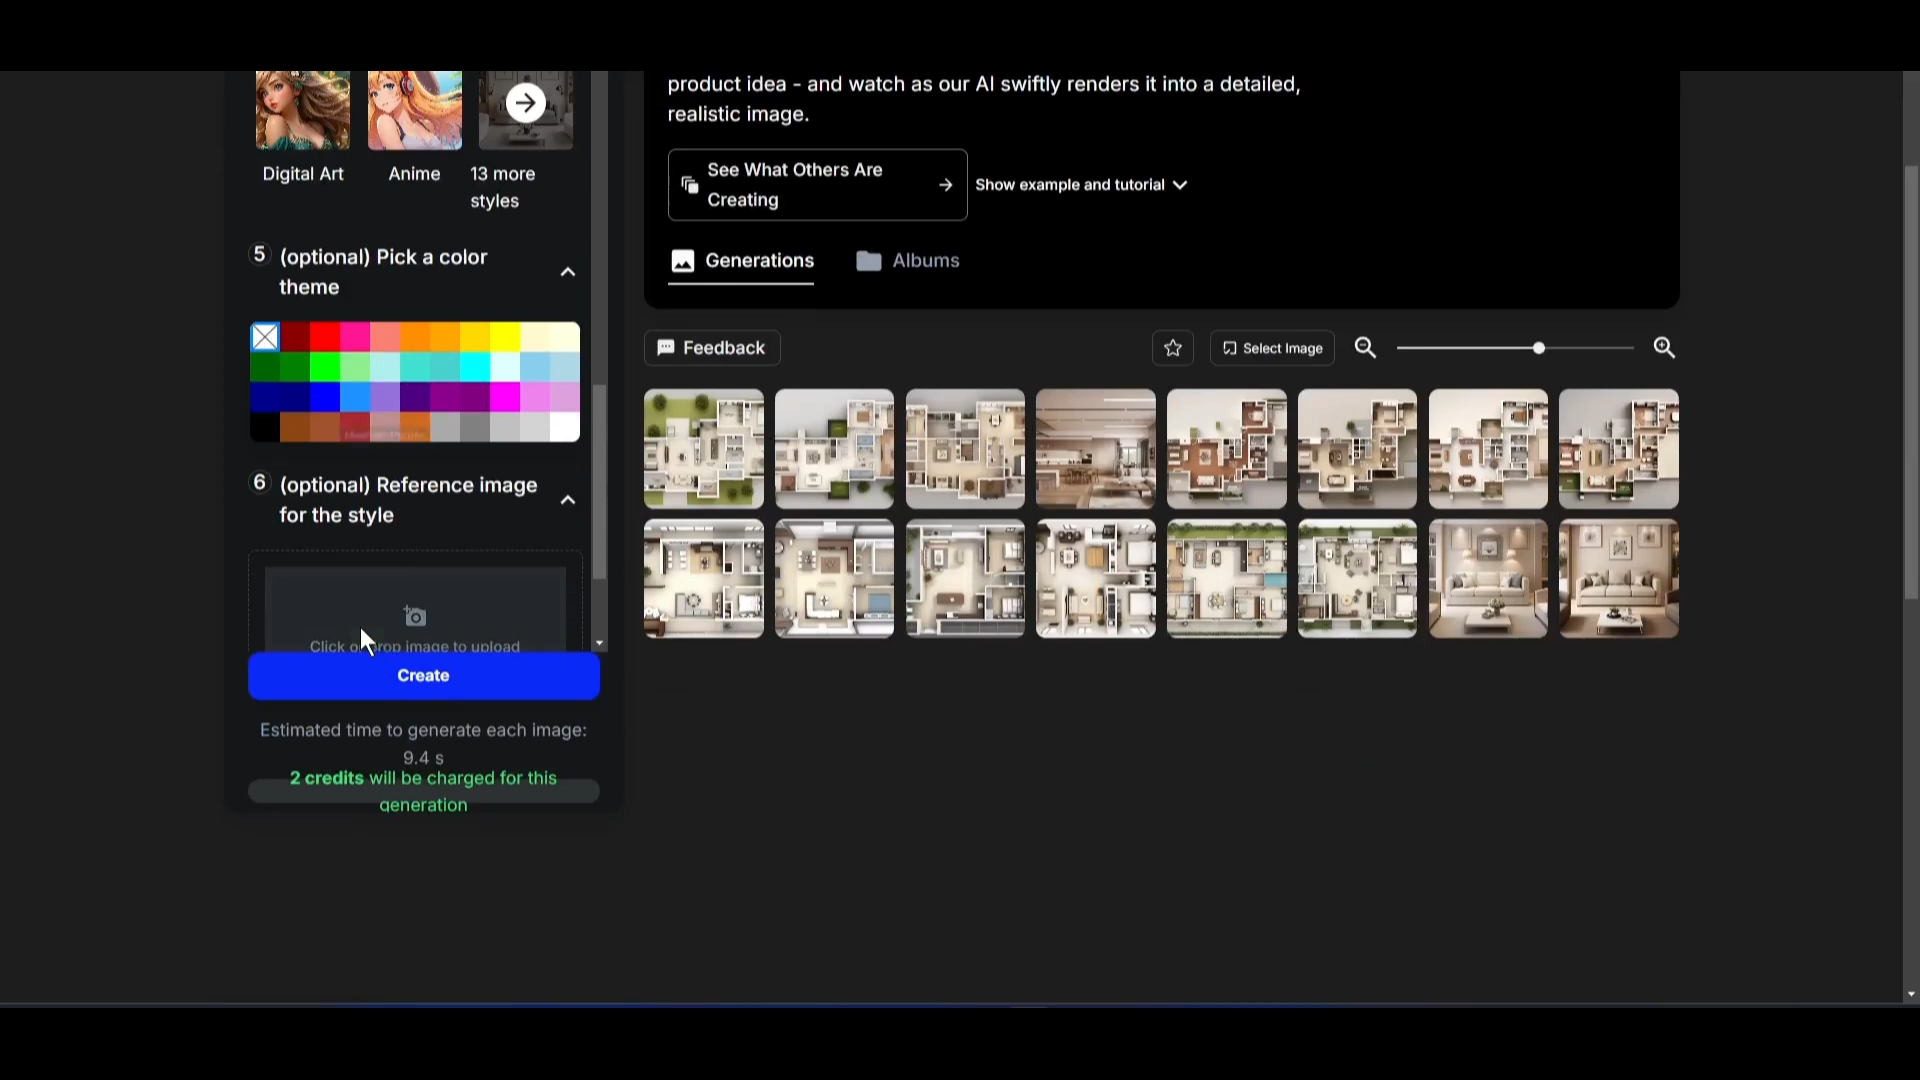 Digital Art
Anime
13 more
styles
5 (optional) Pick a color
theme
6 (optional) Reference image
for the style
Click or drop image to upload
Create
Estimated time to generate each image:
9.4 s
2 credits will be charged for this
generation
product idea - and watch as our AI swiftly renders it into a detailed,
realistic image.
See What Others Are
Creating
Show example and tutorial
Generations
Albums
Feedback
Select Image